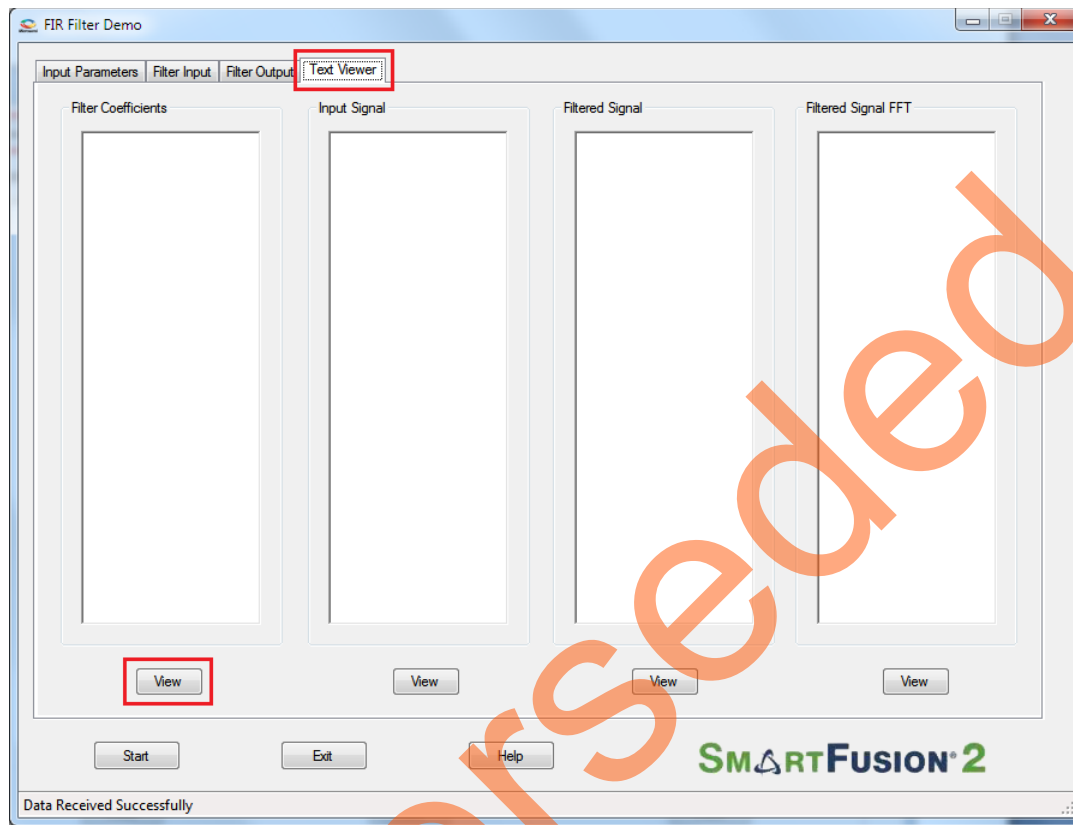 FIR Filter Demo
Input Parameters Filter Input Filter Output Text Viewer
Filter Coefficients Input Signal Filtered Signal Filtered Signal FFT
View View View View
Start Exit Help SMARTFUSION® 2
Data Received Successfully
rseded